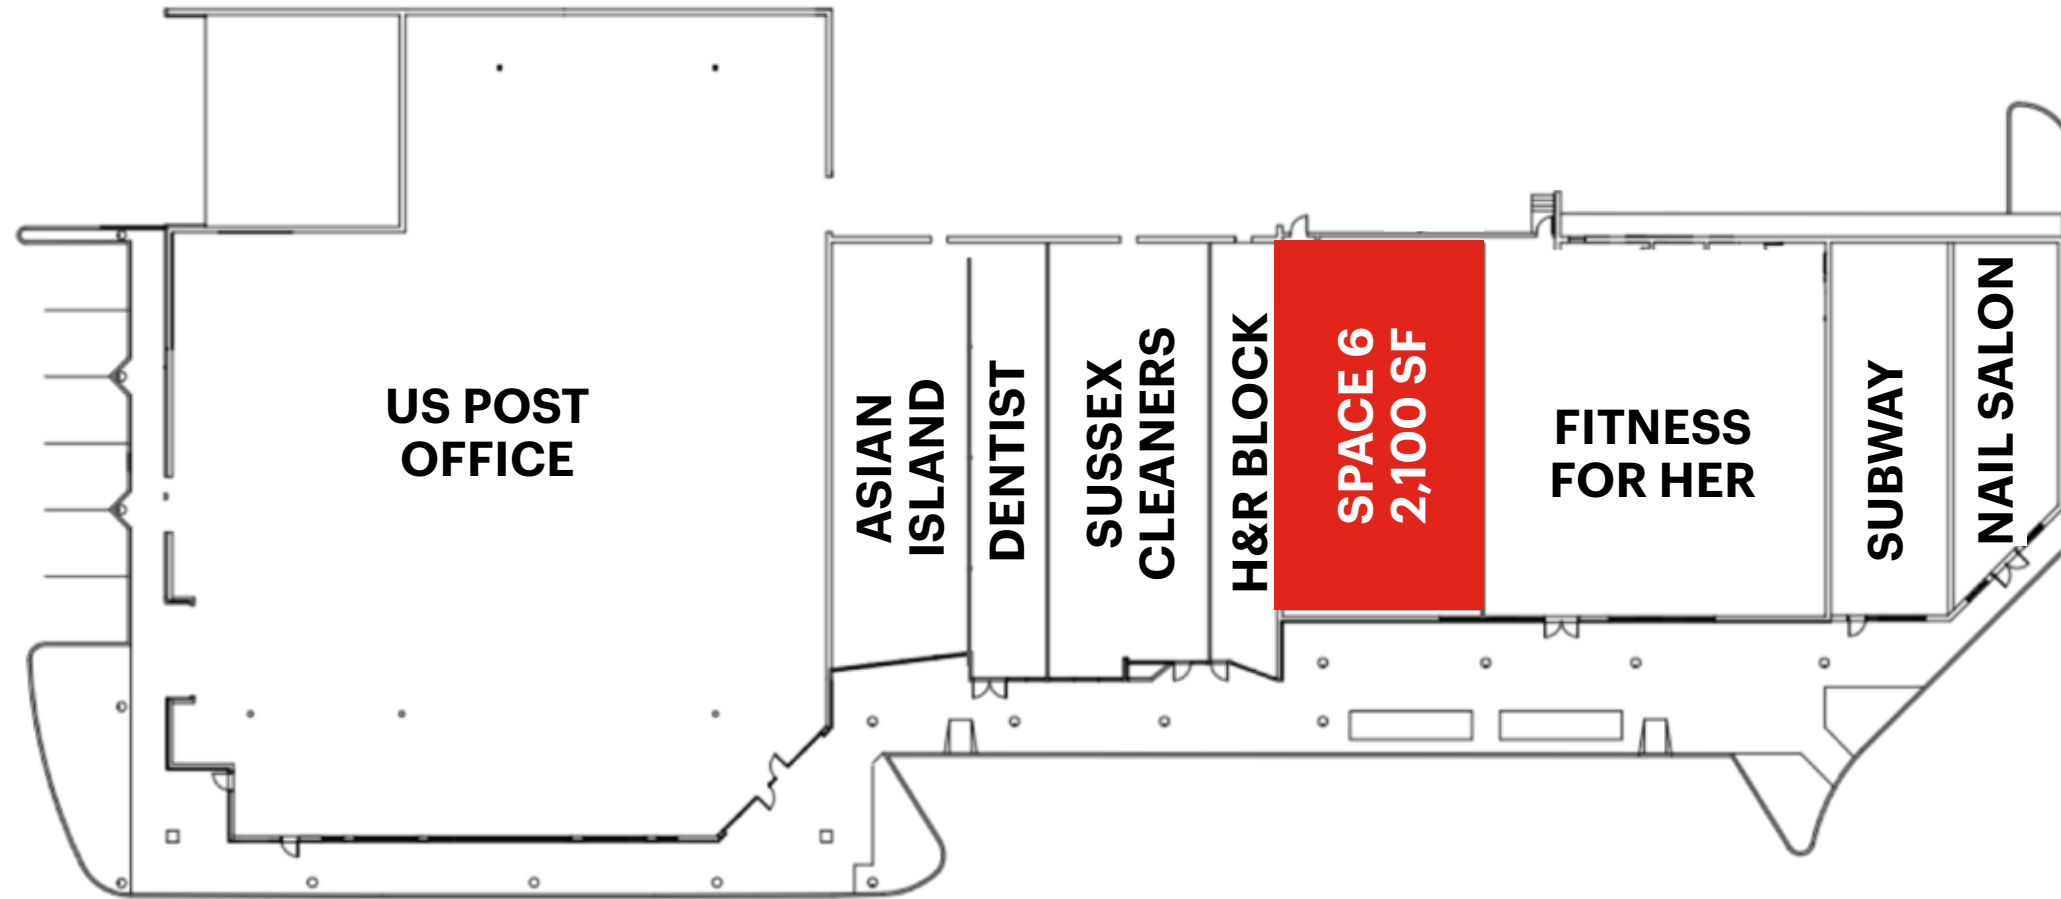 US POST
OFFICE
ASIAN
ISLAND
DENTIST
SUSSEX
CLEANERS
H&R BLOCK
SPACE 6
2,100 SF
FITNESS
FOR HER
SUBWAY
NAIL SALON